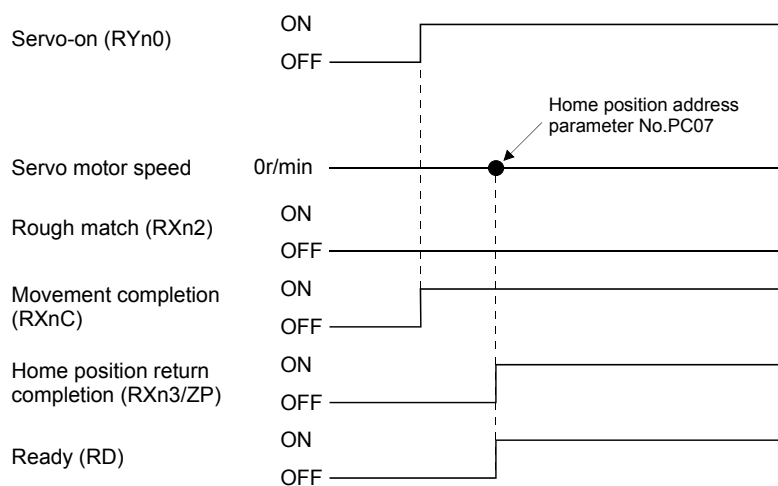 ON
Servo-on (RYn0)
OFF
Home position address
parameter No.PC07
Servo motor speed
0r/min
ON
Rough match (RXn2)
OFF
Movement completion
(RXnC)
ON
OFF
Home position return
completion (RXn3/ZP)
ON
OFF
ON
Ready (RD)
OFF